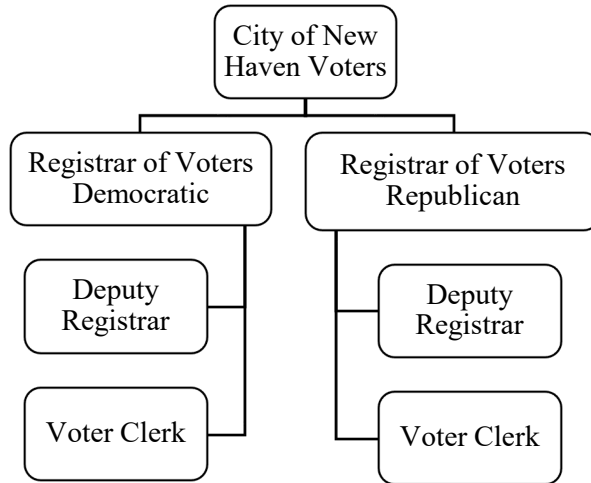 City of New
Haven Voters
Registrar of Voters
Democratic
Registrar of Voters
Republican
Deputy
Registrar
Deputy
Registrar
Voter Clerk
Voter Clerk